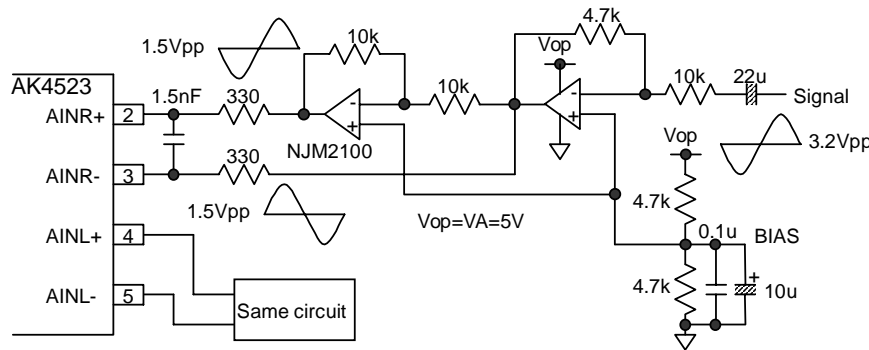 4.7k
10k
1.5Vpp
Vop
AK4523
10k
10k
22u
1.5nF
330
-
-
Signal
AINR+
2
+
+
NJM2100
Vop
3.2Vpp
330
AINR-
3
4.7k
1.5Vpp
Vop=VA=5V
AINL+
4
0.1u
BIAS
+
AINL-
5
Same circuit
4.7k
10u